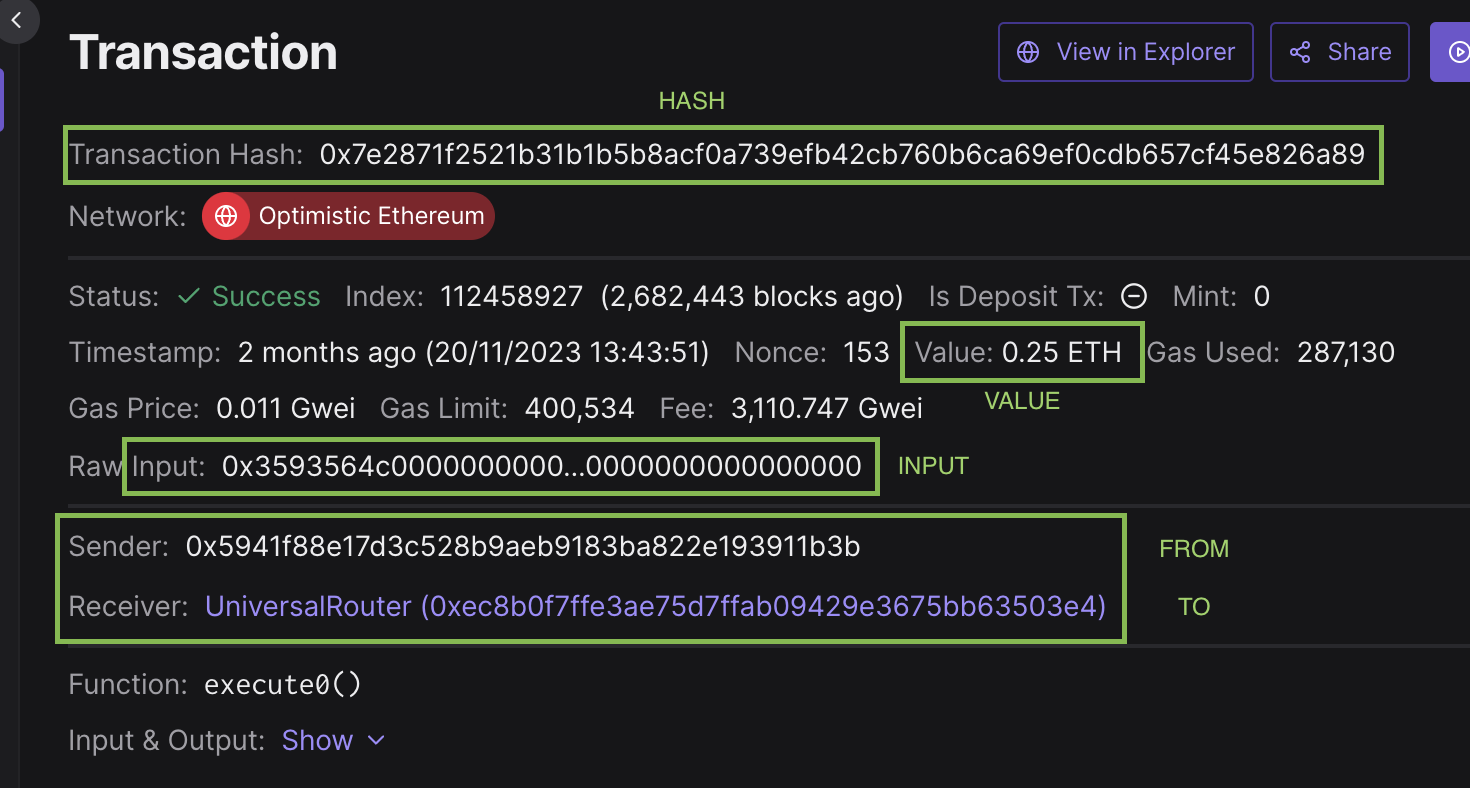 Transaction
View in Explorer
Share
HASH
Transaction Hash: 0x7e2871f2521b31b1b5b8acf0a739efb42cb760b6ca69ef0cdb657cf45e826a89
Network: Optimistic Ethereum
Status: Success Index: 112458927 (2,682,443 blocks ago) Is Deposit Tx: Mint: 0
Timestamp: 2 months ago (20/11/2023 13:43:51) Nonce: 153 Value: 0.25 ETH Gas Used: 287,130
Gas Price: 0.011 Gwei Gas Limit: 400,534 Fee: 3,110.747 Gwei
VALUE
Raw Input: 0x3593564c0000000000...0000000000000000 INPUT
Sender: 0x5941f88e17d3c528b9aeb9183ba822e193911b3b FROM
Receiver: UniversalRouter (0xec8b0f7ffe3ae75d7ffab09429e3675bb63503e4) TO
Function: execute0()
Input & Output: Show